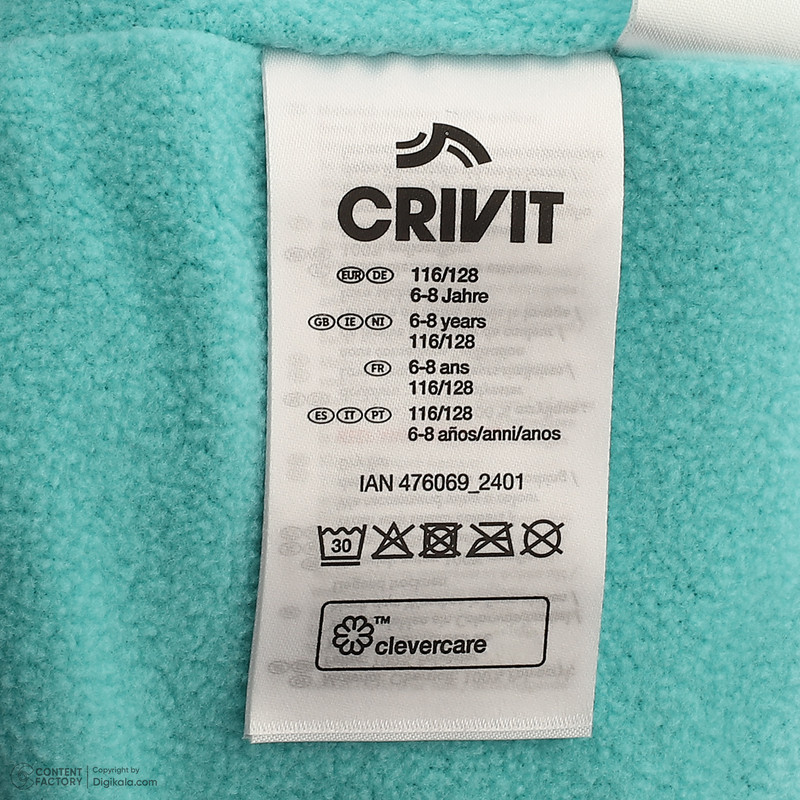 CRIVIT
EUR DE 116/128
6-8 Jahre
GB IE NI 6-8 years
116/128
FR 6-8 ans
116/128
ES IT PT 116/128
6-8 años/anni/anos
IAN 476069_2401
30
™
clevercare
CONTENT FACTORY
Copyright by
Digikala.com